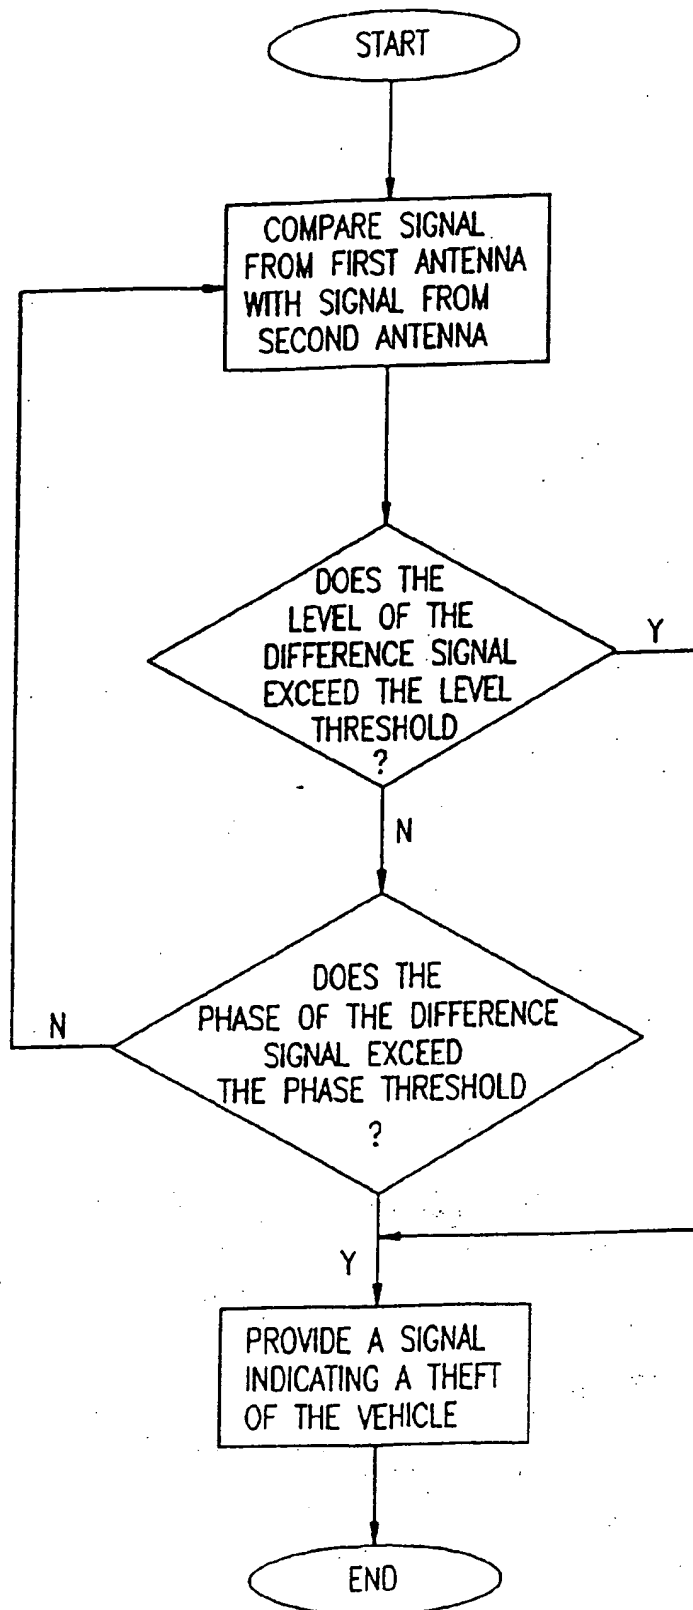 START
COMPARE SIGNAL
FROM FIRST ANTENNA
WITH SIGNAL FROM
SECOND ANTENNA
DOES THE
LEVEL OF THE
DIFFERENCE SIGNAL
EXCEED THE LEVEL
THRESHOLD
?
Y
N
DOES THE
PHASE OF THE DIFFERENCE
SIGNAL EXCEED
THE PHASE THRESHOLD
?
N
Y
PROVIDE A SIGNAL
INDICATING A THEFT
OF THE VEHICLE
END